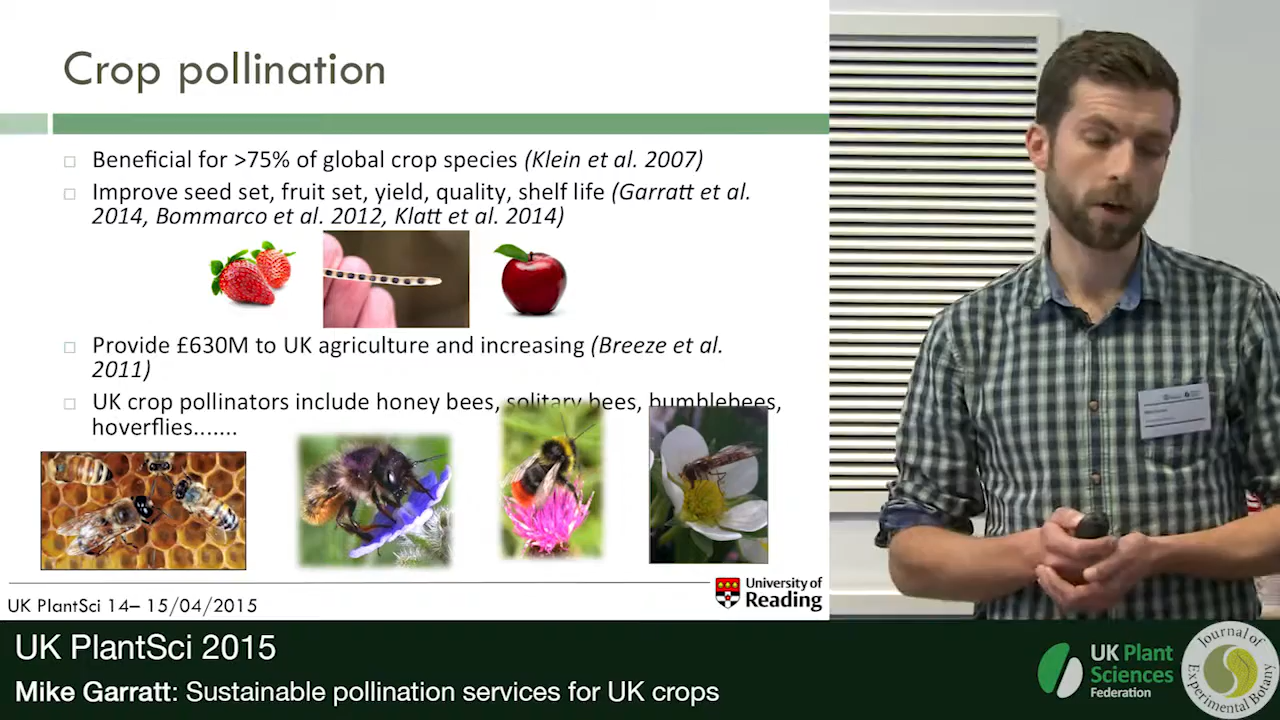 Crop pollination
□ Beneficial for >75% of global crop species (Klein et al. 2007)
□ Improve seed set, fruit set, yield, quality, shelf life (Garratt et al.
2014, Bommarco et al. 2012, Klatt et al. 2014)
□ Provide £630M to UK agriculture and increasing (Breeze et al.
2011)
□ UK crop pollinators include honey bees, solitary bees, bumblebees,
hoverflies.......
University of
Reading
UK PlantSci 14– 15/04/2015
UK PlantSci 2015
Mike Garratt: Sustainable pollination services for UK crops
UK Plant
Sciences
Federation
Journal of
Experimental Botany